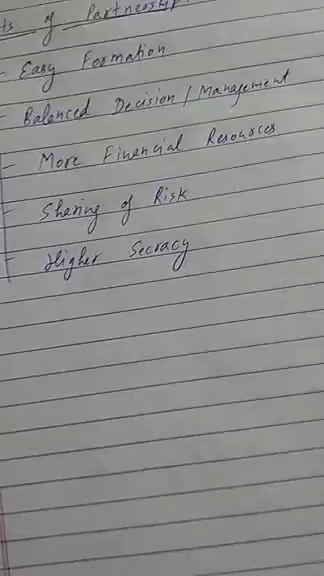 of Partnership
- Easy Formation
- Balanced Decision / Management
- More Financial Resources
- Sharing of Risk
- Higher Secracy